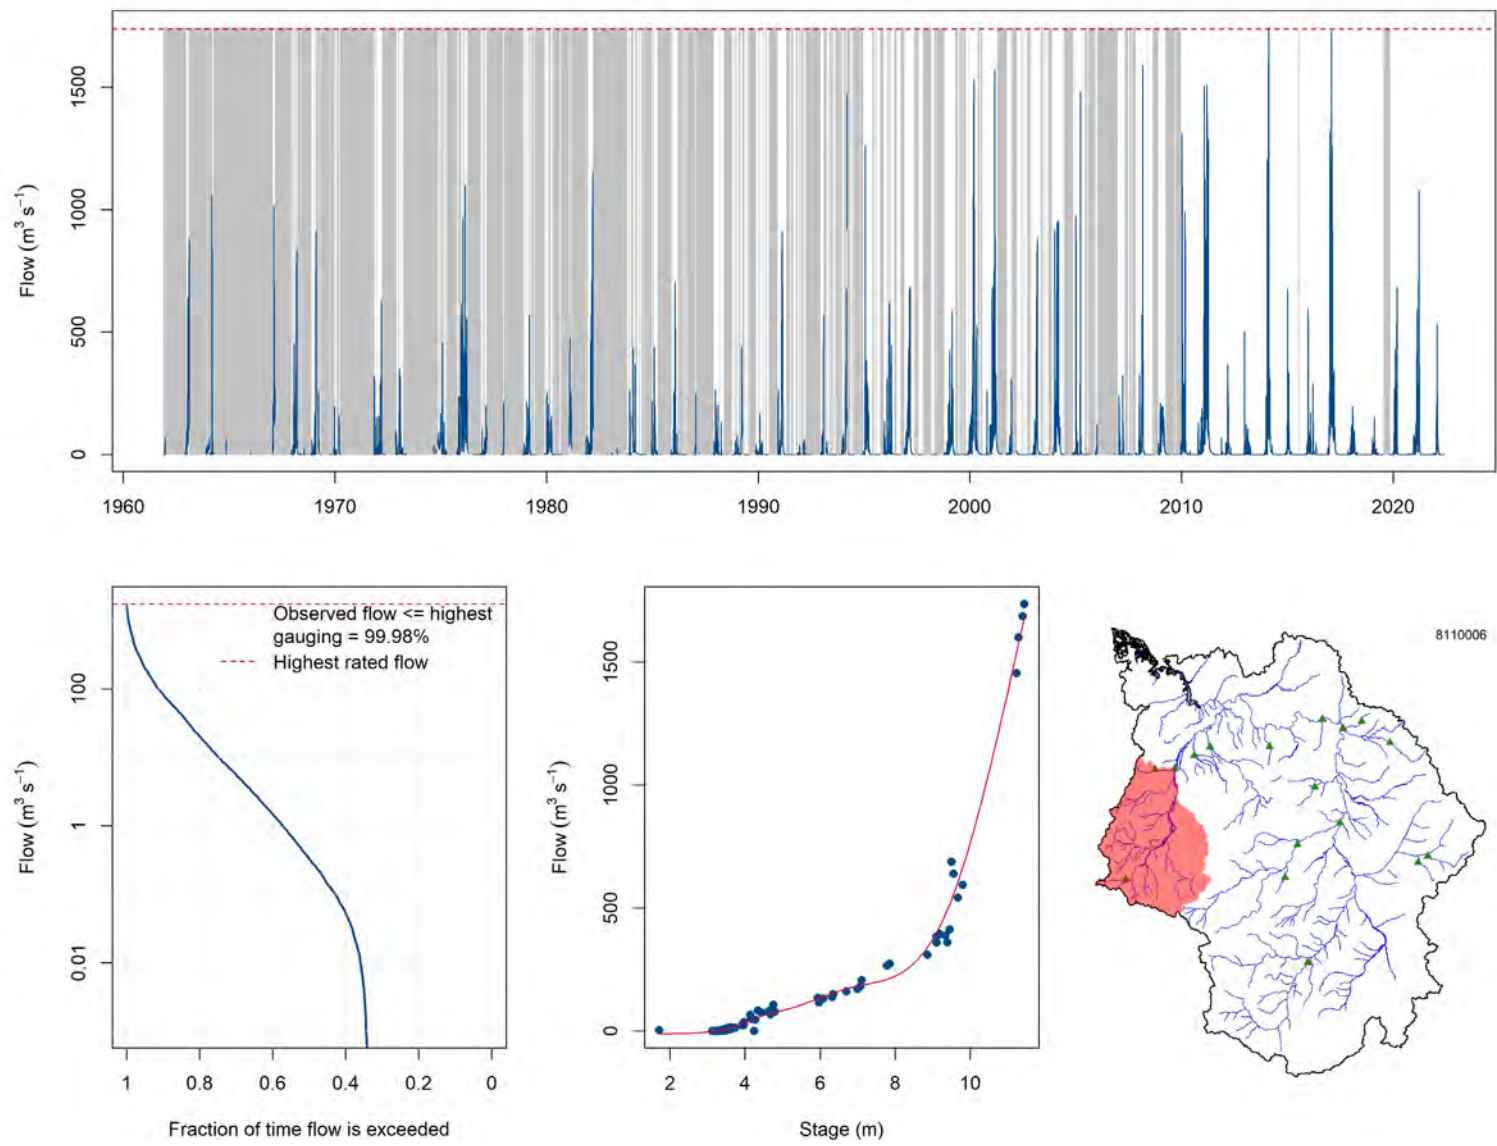 1500
1000
500
0
Flow (m³ s⁻¹)
1960 1970 1980 1990 2000 2010 2020
Observed flow <= highest
gauging = 99.98%
Highest rated flow
100
1
0.01
Flow (m³ s⁻¹)
1 0.8 0.6 0.4 0.2 0
Fraction of time flow is exceeded
1500
1000
500
0
Flow (m³ s⁻¹)
2 4 6 8 10
Stage (m)
8110006